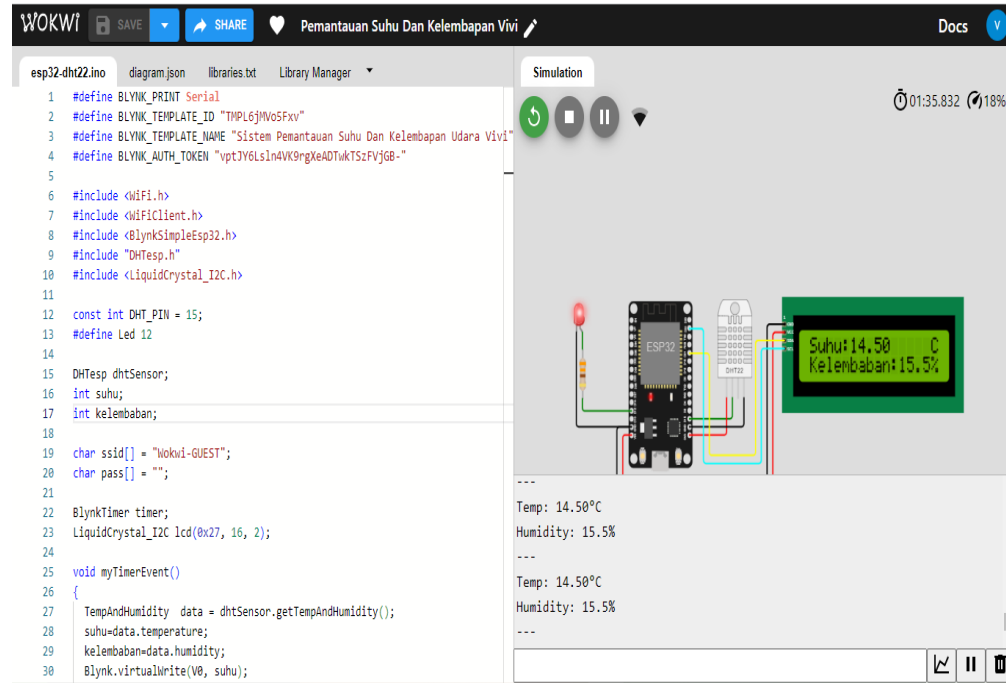 WOKWI SAVE SHARE Pemantauan Suhu Dan Kelembapan Vivi Docs V
esp32-dht22.ino diagram.json libraries.txt Library Manager
1 #define BLYNK_PRINT Serial
2 #define BLYNK_TEMPLATE_ID "TMPL6jMVo5Fxv"
3 #define BLYNK_TEMPLATE_NAME "Sistem Pemantauan Suhu Dan Kelembapan Udara Vivi"
4 #define BLYNK_AUTH_TOKEN "vptJY6Lsln4VK9rgXeADTwkTSzFVjGB-"
5
6 #include <WiFi.h>
7 #include <WiFiClient.h>
8 #include <BlynkSimpleEsp32.h>
9 #include "DHTesp.h"
10 #include <LiquidCrystal_I2C.h>
11
12 const int DHT_PIN = 15;
13 #define Led 12
14
15 DHTesp dhtSensor;
16 int suhu;
17 int kelembaban;
18
19 char ssid[] = "Wokwi-GUEST";
20 char pass[] = "";
21
22 BlynkTimer timer;
23 LiquidCrystal_I2C lcd(0x27, 16, 2);
24
25 void myTimerEvent()
26 {
27 TempAndHumidity data = dhtSensor.getTempAndHumidity();
28 suhu=data.temperature;
29 kelembaban=data.humidity;
30 Blynk.virtualWrite(V0, suhu);
Simulation
01:35.832 18%
ESP32
DHT22
Suhu:14.50 C
Kelembaban:15.5%
---
Temp: 14.50°C
Humidity: 15.5%
---
Temp: 14.50°C
Humidity: 15.5%
---